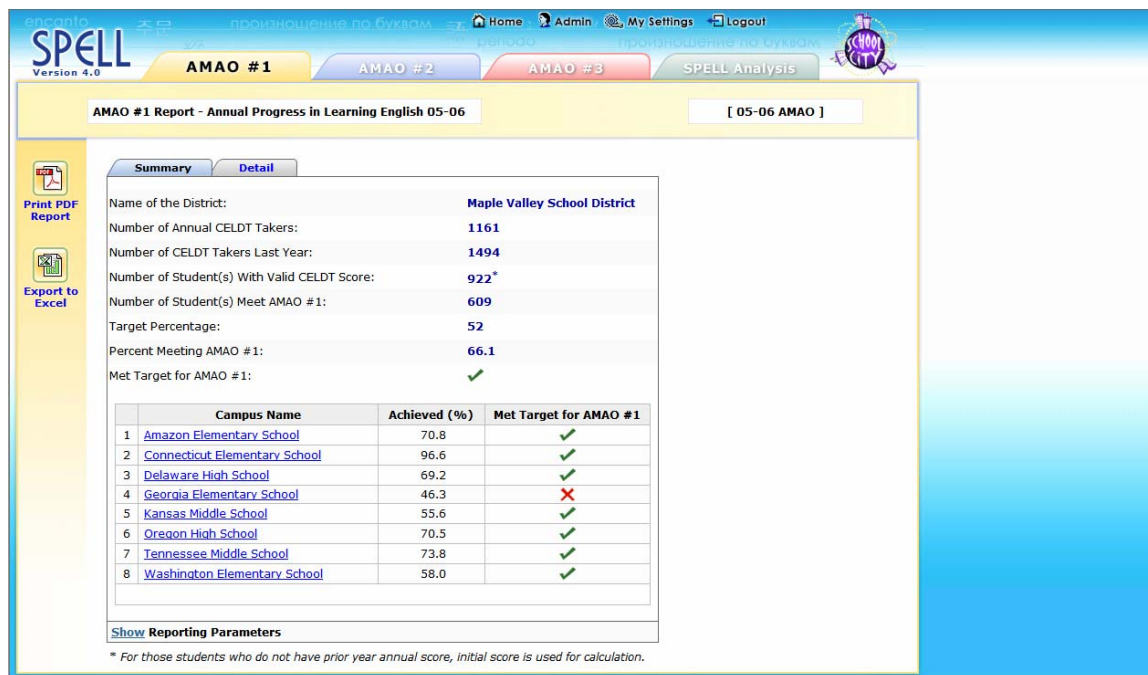 encanto 주문 произношение по буквам
Home Admin My Settings Logout
periodo произношение по буквам
SPELL
Version 4.0
SCHOOL CITY
AMAO #1 AMAO #2 AMAO #3 SPELL Analysis
AMAO #1 Report - Annual Progress in Learning English 05-06 [ 05-06 AMAO ]
Print PDF Report
Export to Excel
Summary Detail
Name of the District: Maple Valley School District
Number of Annual CELDT Takers: 1161
Number of CELDT Takers Last Year: 1494
Number of Student(s) With Valid CELDT Score: 922*
Number of Student(s) Meet AMAO #1: 609
Target Percentage: 52
Percent Meeting AMAO #1: 66.1
Met Target for AMAO #1:
Campus Name Achieved (%) Met Target for AMAO #1
1 Amazon Elementary School 70.8
2 Connecticut Elementary School 96.6
3 Delaware High School 69.2
4 Georgia Elementary School 46.3
5 Kansas Middle School 55.6
6 Oregon High School 70.5
7 Tennessee Middle School 73.8
8 Washington Elementary School 58.0
Show Reporting Parameters
* For those students who do not have prior year annual score, initial score is used for calculation.